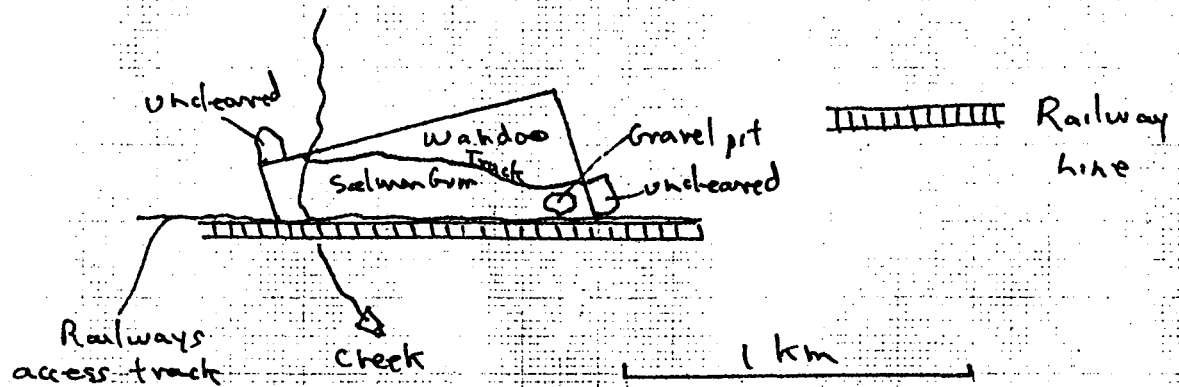 uncleared
Wandoo
Track
Salmon Gum
Gravel pit
uncleared
Railway
line
Railways
access track
Creek
1 km